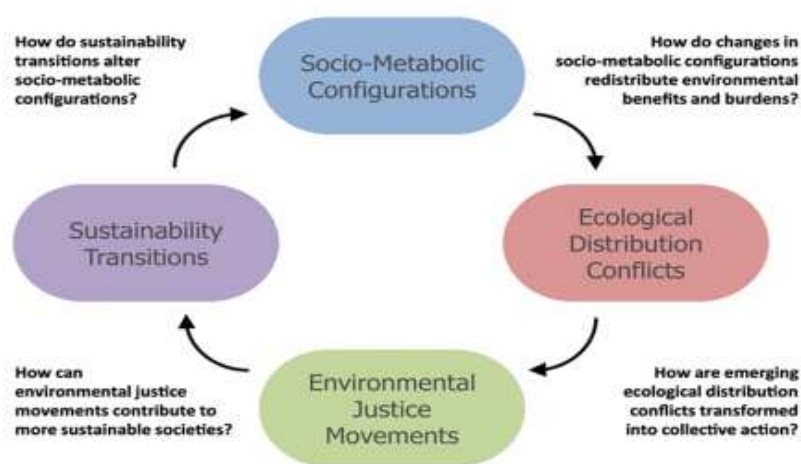 How do sustainability
transitions alter
socio-metabolic
configurations?
Socio-Metabolic
Configurations
How do changes in
socio-metabolic configurations
redistribute environmental
benefits and burdens?
Sustainability
Transitions
Ecological
Distribution
Conflicts
How can
environmental justice
movements contribute to
more sustainable societies?
Environmental
Justice
Movements
How are emerging
ecological distribution
conflicts transformed
into collective action?